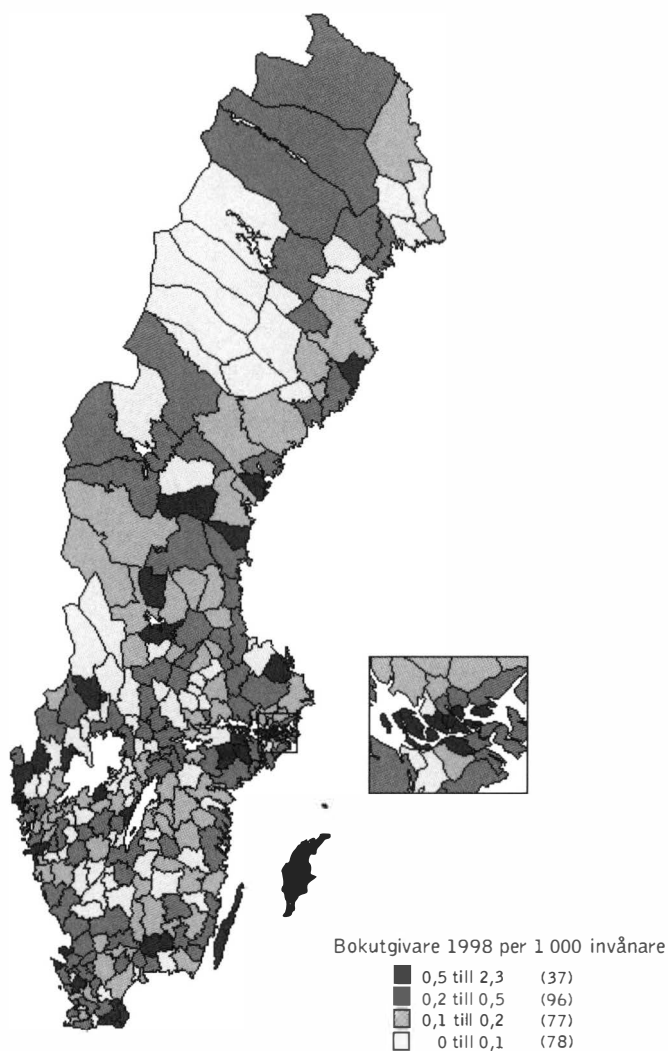 Bokutgivare 1998 per 1 000 invånare
0,5 till 2,3 (37)
0,2 till 0,5 (96)
0,1 till 0,2 (77)
0 till 0,1 (78)